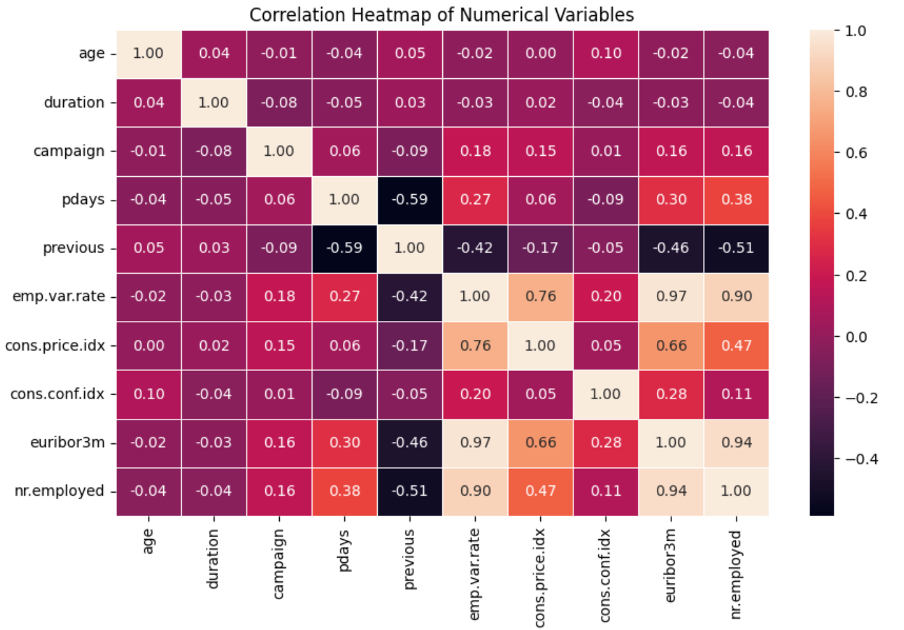 Correlation Heatmap of Numerical Variables
age 1.00 0.04 -0.01 -0.04 0.05 -0.02 0.00 0.10 -0.02 -0.04
duration 0.04 1.00 -0.08 -0.05 0.03 -0.03 0.02 -0.04 -0.03 -0.04
campaign -0.01 -0.08 1.00 0.06 -0.09 0.18 0.15 0.01 0.16 0.16
pdays -0.04 -0.05 0.06 1.00 -0.59 0.27 0.06 -0.09 0.30 0.38
previous 0.05 0.03 -0.09 -0.59 1.00 -0.42 -0.17 -0.05 -0.46 -0.51
emp.var.rate -0.02 -0.03 0.18 0.27 -0.42 1.00 0.76 0.20 0.97 0.90
cons.price.idx 0.00 0.02 0.15 0.06 -0.17 0.76 1.00 0.05 0.66 0.47
cons.conf.idx 0.10 -0.04 0.01 -0.09 -0.05 0.20 0.05 1.00 0.28 0.11
euribor3m -0.02 -0.03 0.16 0.30 -0.46 0.97 0.66 0.28 1.00 0.94
nr.employed -0.04 -0.04 0.16 0.38 -0.51 0.90 0.47 0.11 0.94 1.00
age duration campaign pdays previous emp.var.rate cons.price.idx cons.conf.idx euribor3m nr.employed
1.0
0.8
0.6
0.4
0.2
0.0
−0.2
−0.4